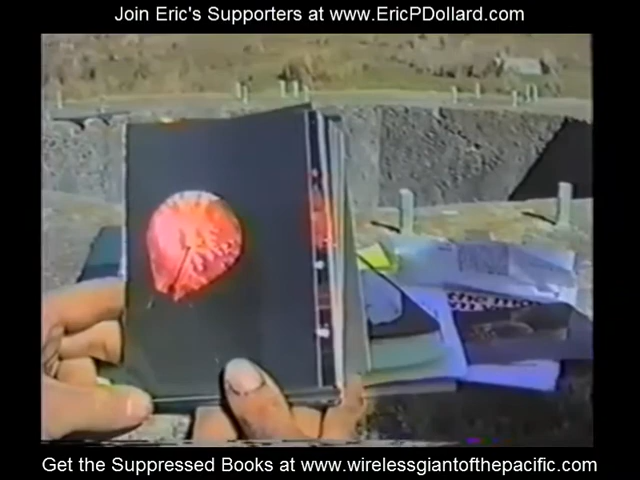 Join Eric's Supporters at www.EricPDollard.com
Get the Suppressed Books at www.wirelessgiantofthepacific.com